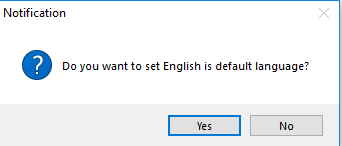 Notification
Do you want to set English is default language?
Yes
No